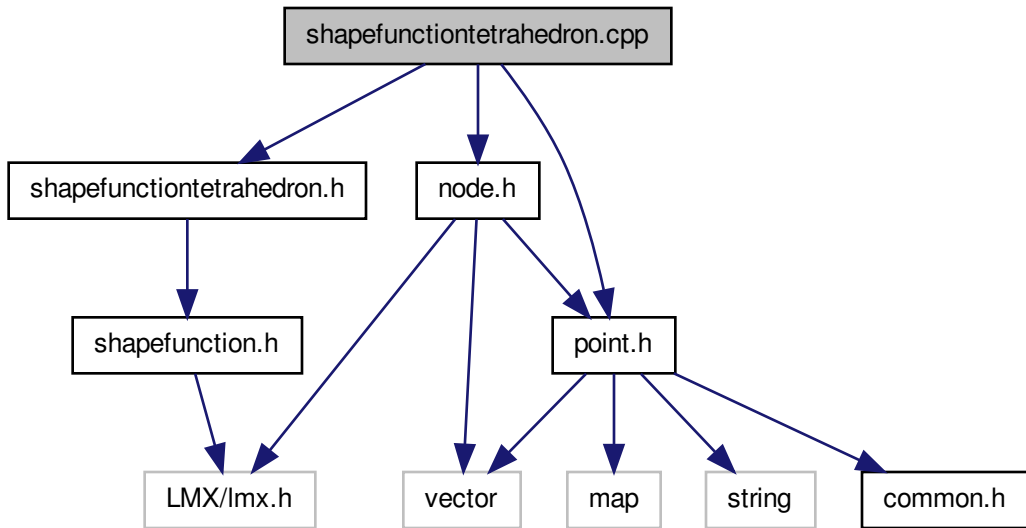 shapefunctiontetrahedron.cpp
shapefunctiontetrahedron.h
node.h
shapefunction.h
point.h
LMX/lmx.h
vector
map
string
common.h